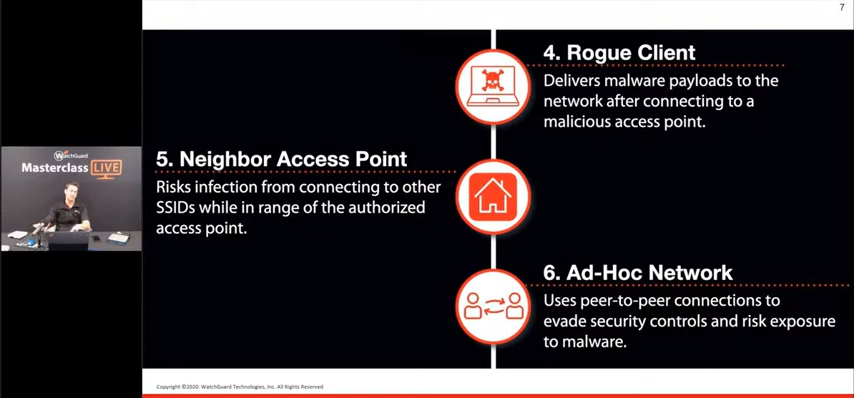 7
4. Rogue Client
Delivers malware payloads to the
network after connecting to a
malicious access point.
WatchGuard
Masterclass LIVE
5. Neighbor Access Point
Risks infection from connecting to other
SSIDs while in range of the authorized
access point.
6. Ad-Hoc Network
Uses peer-to-peer connections to
evade security controls and risk exposure
to malware.
Copyright ©2020. WatchGuard Technologies, Inc. All Rights Reserved